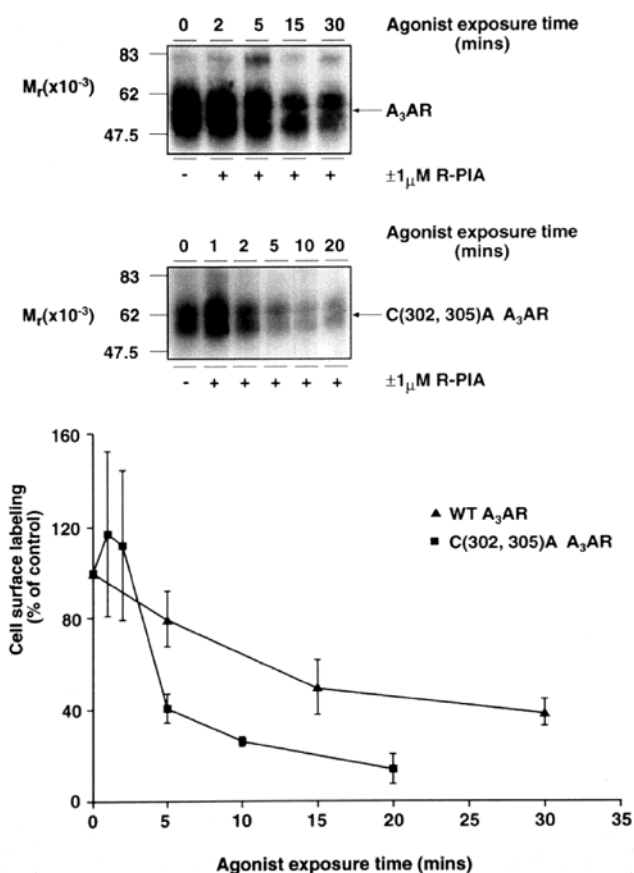 0 2 5 15 30 Agonist exposure time
(mins)
83
Mr(x10-3) 62
A3AR
47.5
- + + + + ±1μM R-PIA
0 1 2 5 10 20 Agonist exposure time
(mins)
83
Mr(x10-3) 62 C(302, 305)A A3AR
47.5
- + + + + + ±1μM R-PIA
Cell surface labeling
(% of control)
160
120
80
40
0
WT A3AR
C(302, 305)A A3AR
0 5 10 15 20 25 30 35
Agonist exposure time (mins)